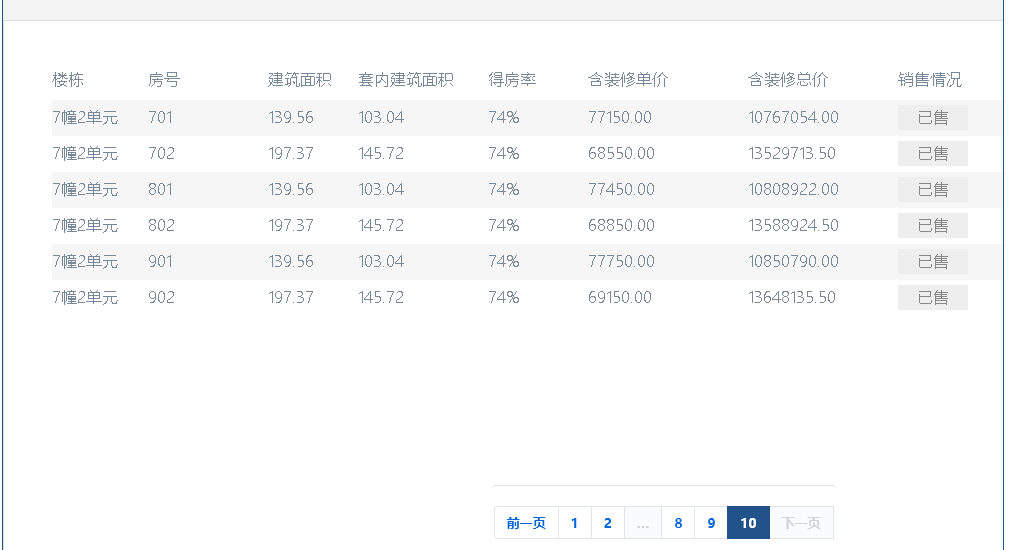 楼栋 房号 建筑面积 套内建筑面积 得房率 含装修单价 含装修总价 销售情况
7幢2单元 701 139.56 103.04 74% 77150.00 10767054.00 已售
7幢2单元 702 197.37 145.72 74% 68550.00 13529713.50 已售
7幢2单元 801 139.56 103.04 74% 77450.00 10808922.00 已售
7幢2单元 802 197.37 145.72 74% 68850.00 13588924.50 已售
7幢2单元 901 139.56 103.04 74% 77750.00 10850790.00 已售
7幢2单元 902 197.37 145.72 74% 69150.00 13648135.50 已售
前一页 1 2 ... 8 9 10 下一页